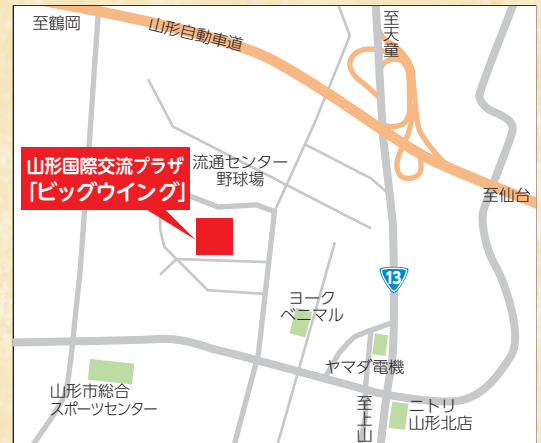 至鶴岡
山形自動車道
至天童
山形国際交流プラザ
「ビッグウイング」
流通センター
野球場
至仙台
13
ヨーク
ベニマル
ヤマダ電機
山形市総合
スポーツセンター
至上山
ニトリ
山形北店